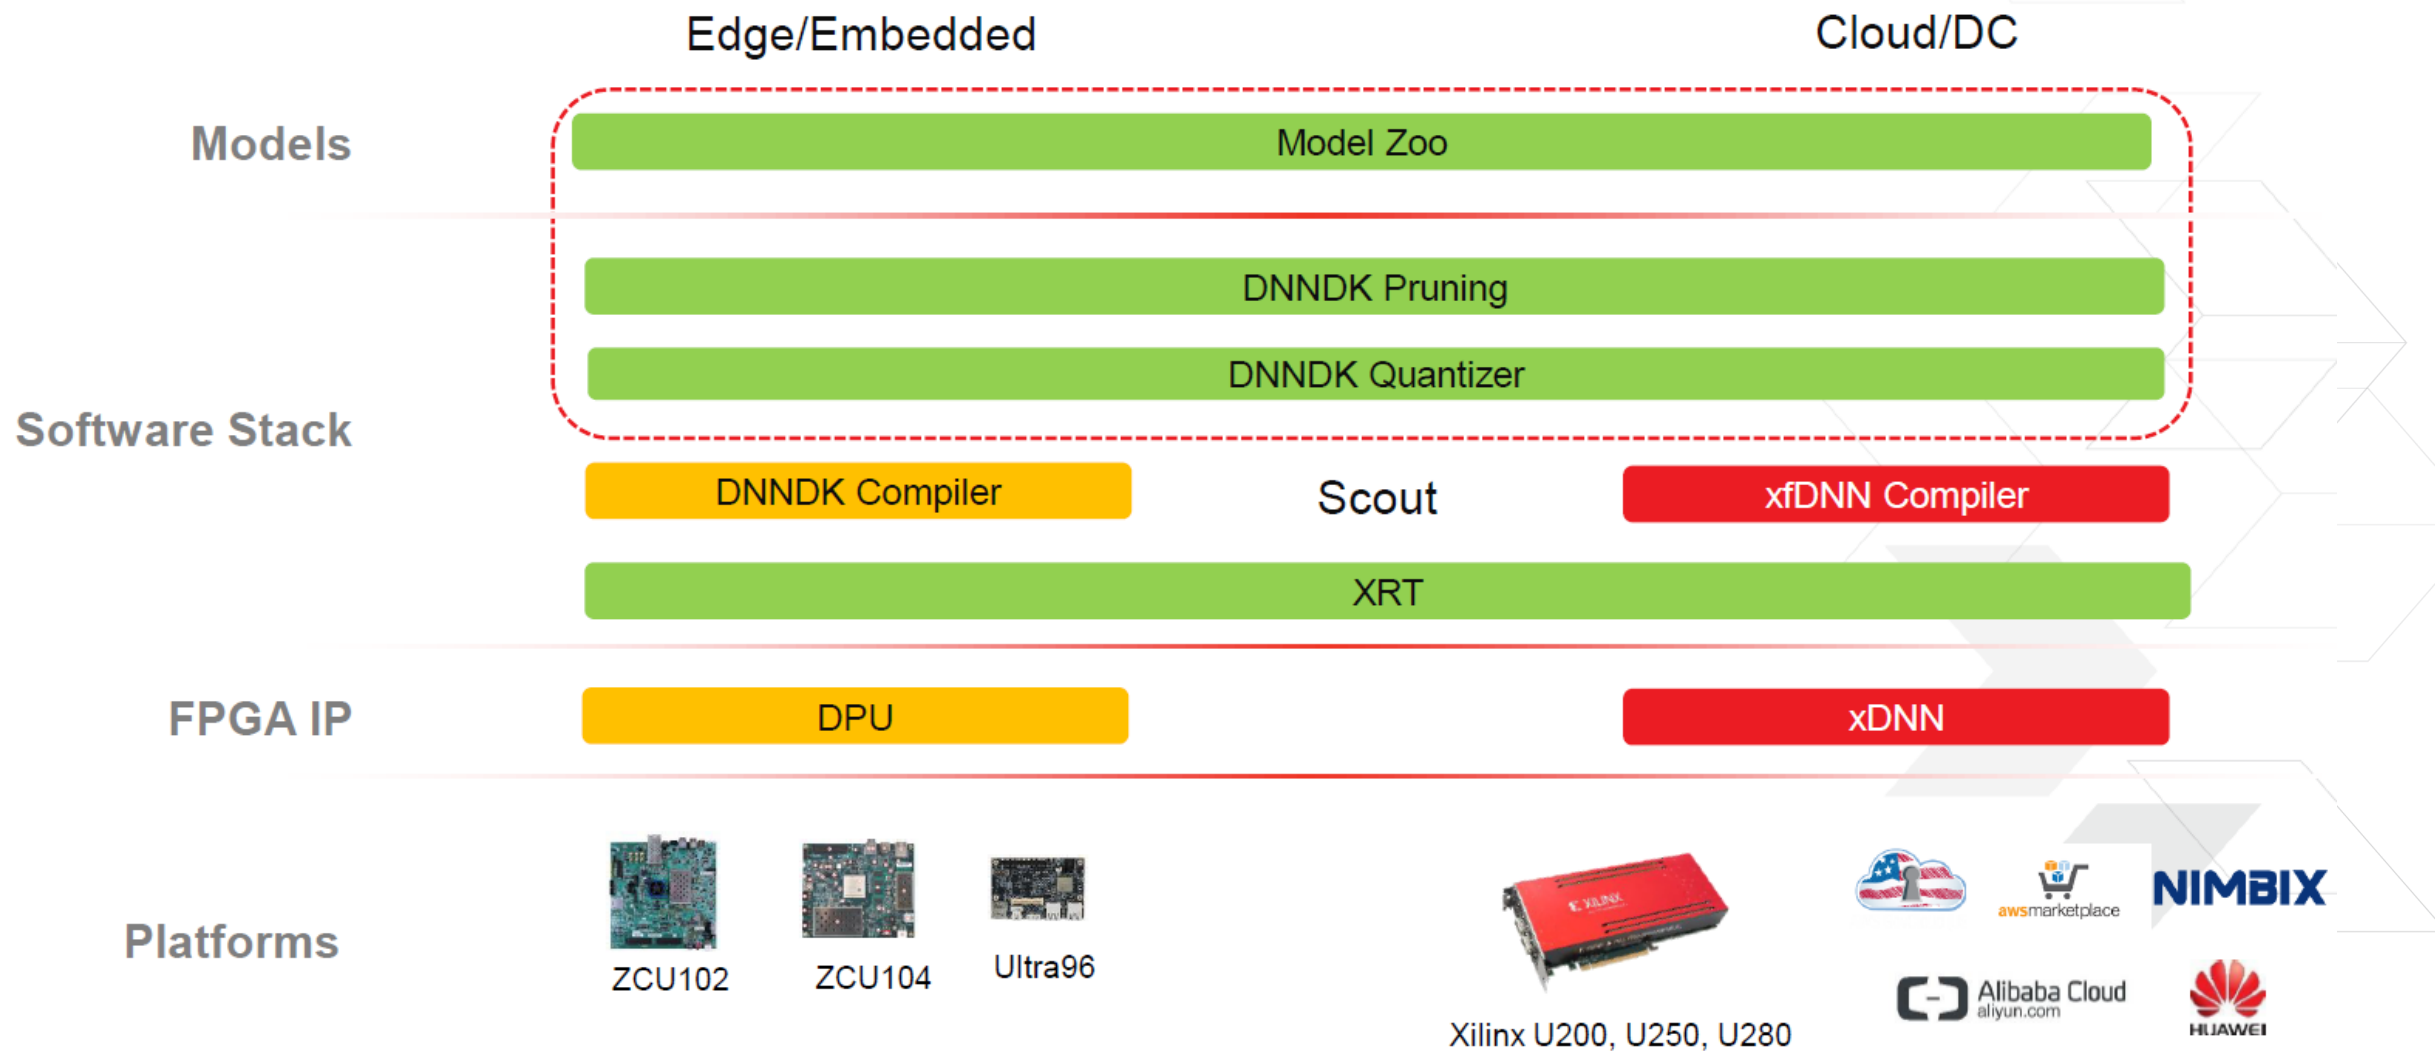 Edge/Embedded
Cloud/DC
Models
Model Zoo
DNNDK Pruning
DNNDK Quantizer
Software Stack
DNNDK Compiler
Scout
xfDNN Compiler
XRT
FPGA IP
DPU
xDNN
Platforms
ZCU102
ZCU104
Ultra96
XILINX
Xilinx U200, U250, U280
awsmarketplace
NIMBIX
Alibaba Cloud
aliyun.com
HUAWEI